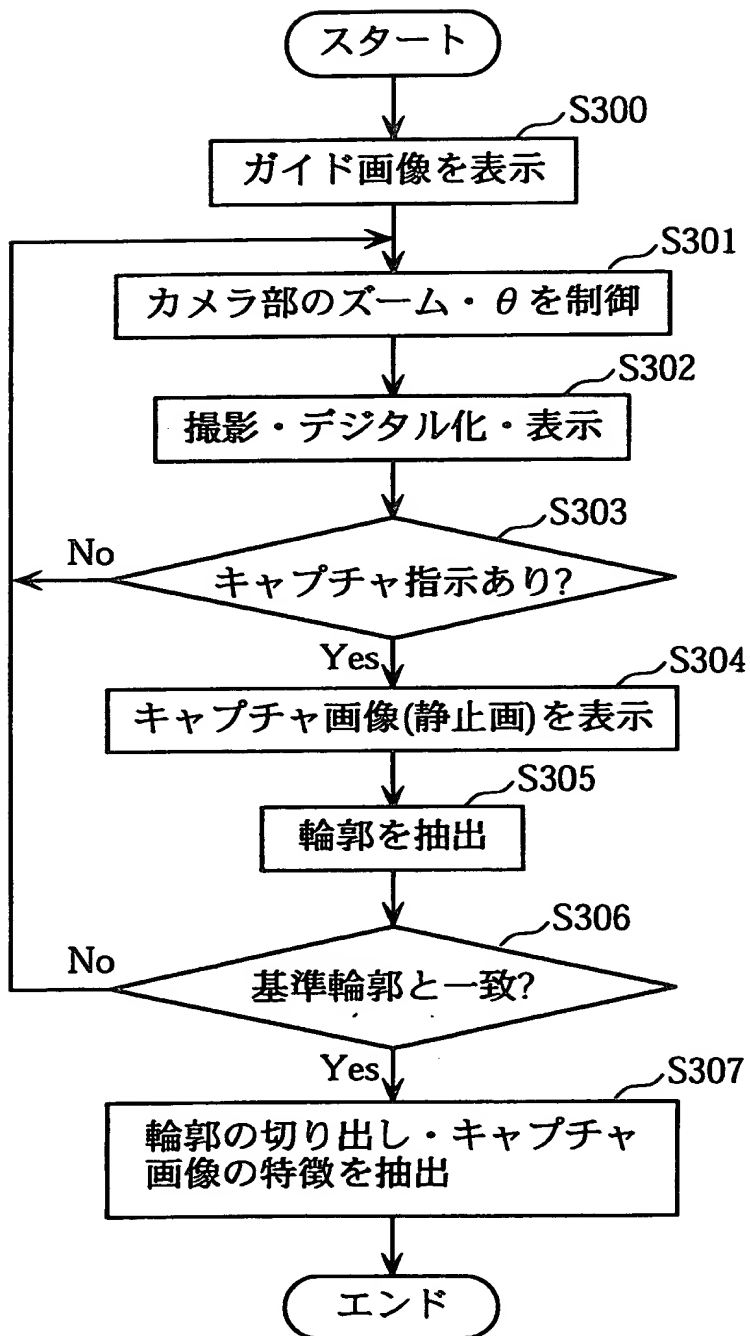 スタート
S300
ガイド画像を表示
S301
カメラ部のズーム・θを制御
S302
撮影・デジタル化・表示
S303
No
キャプチャ指示あり?
Yes
S304
キャプチャ画像(静止画)を表示
S305
輪郭を抽出
S306
No
基準輪郭と一致?
Yes
S307
輪郭の切り出し・キャプチャ
画像の特徴を抽出
エンド